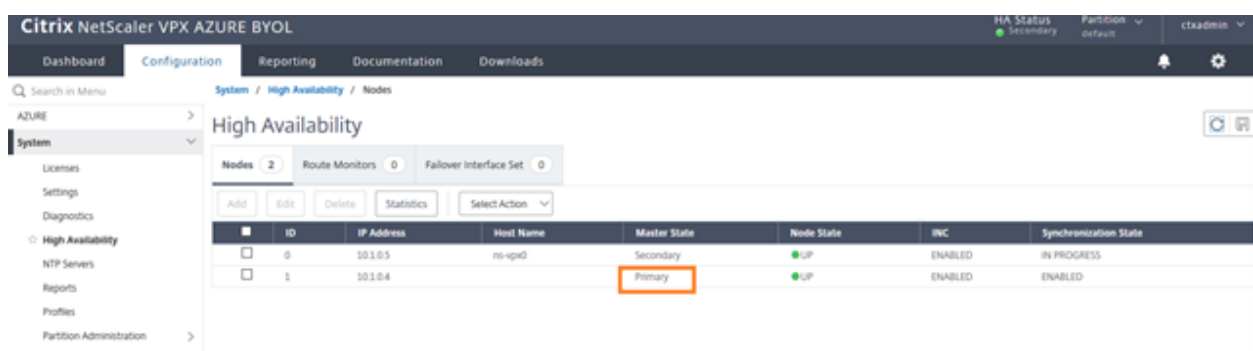 Citrix NetScaler VPX AZURE BYOL
HA Status Partition ctxadmin
Secondary default
Dashboard Configuration Reporting Documentation Downloads
Search in Menu
System / High Availability / Nodes
AZURE
High Availability
System
Nodes 2 Route Monitors 0 Failover Interface Set 0
Licenses
Settings
Add Edit Delete Statistics Select Action
Diagnostics
ID IP Address Host Name Master State Node State INC Synchronization State
High Availability
0 10.1.0.5 ns-vpx0 Secondary UP ENABLED IN PROGRESS
NTP Servers
1 10.1.0.4 Primary UP ENABLED ENABLED
Reports
Profiles
Partition Administration